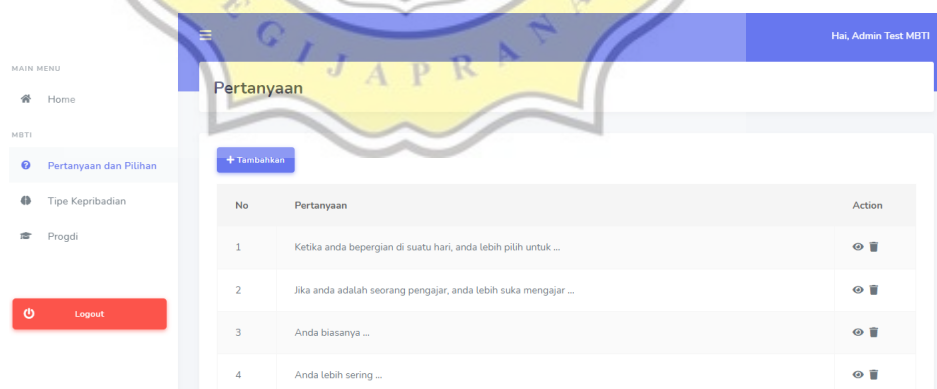 GIJAPRANA
Hai, Admin Test MBTI
MAIN MENU
Home
MBTI
Pertanyaan dan Pilihan
Tipe Kepribadian
Progdi
Logout
Pertanyaan
+ Tambahkan
No Pertanyaan Action
1 Ketika anda bepergian di suatu hari, anda lebih pilih untuk ...
2 Jika anda adalah seorang pengajar, anda lebih suka mengajar ...
3 Anda biasanya ...
4 Anda lebih sering ...